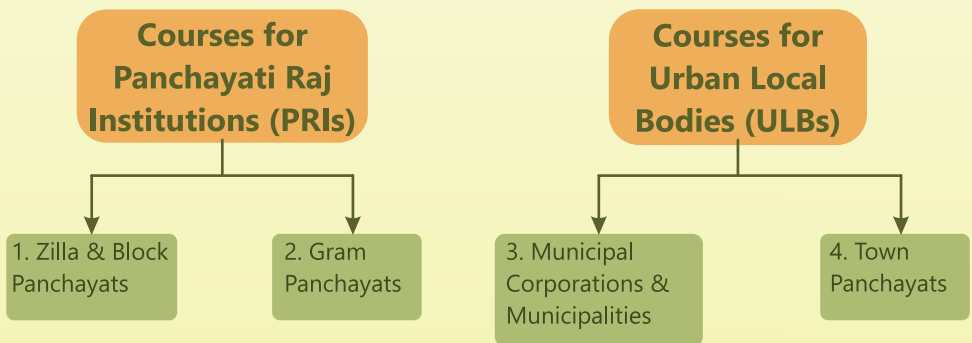 Courses for
Panchayati Raj
Institutions (PRIs)
Courses for
Urban Local
Bodies (ULBs)
1. Zilla & Block
Panchayats
2. Gram
Panchayats
3. Municipal
Corporations &
Municipalities
4. Town
Panchayats